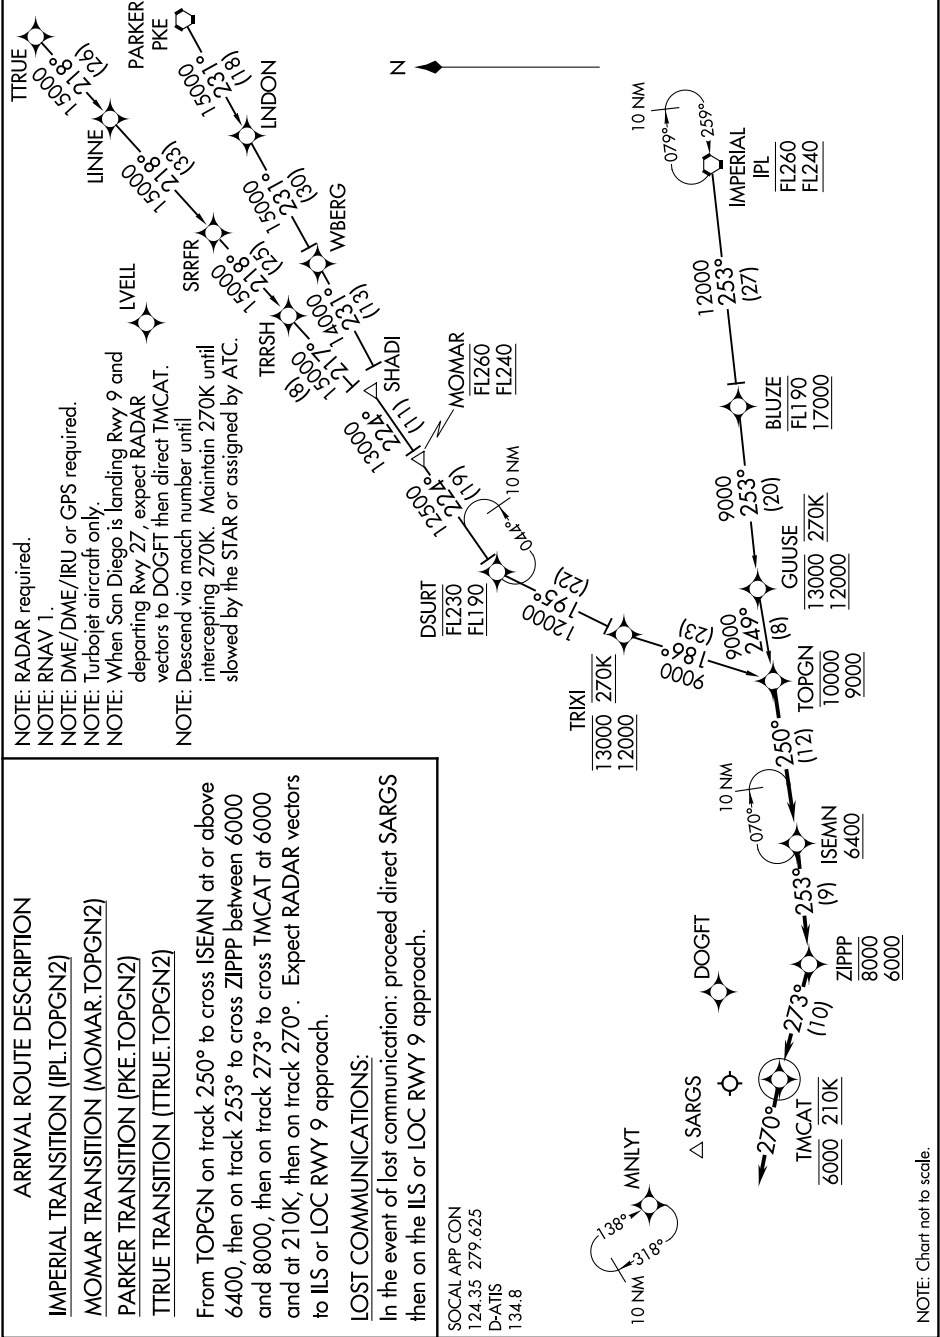 ARRIVAL ROUTE DESCRIPTION
IMPERIAL TRANSITION (IPL.TOPGN2)
MOMAR TRANSITION (MOMAR.TOPGN2)
PARKER TRANSITION (PKE.TOPGN2)
TTRUE TRANSITION (TTRUE.TOPGN2)
From TOPGN on track 250° to cross ISEMN at or above
6400, then on track 253° to cross ZIPPP between 6000
and 8000, then on track 273° to cross TMCAT at 6000
and at 210K, then on track 270°. Expect RADAR vectors
to ILS or LOC RWY 9 approach.
LOST COMMUNICATIONS:
In the event of lost communication: proceed direct SARGS
then on the ILS or LOC RWY 9 approach.
NOTE: RADAR required.
NOTE: RNAV 1.
NOTE: DME/DME/IRU or GPS required.
NOTE: Turbojet aircraft only.
NOTE: When San Diego is landing Rwy 9 and
departing Rwy 27, expect RADAR
vectors to DOGFT then direct TMCAT.
NOTE: Descend via mach number until
intercepting 270K. Maintain 270K until
slowed by the STAR or assigned by ATC.
SOCAL APP CON
124.35 279.625
D-ATIS
134.8
TTRUE
15000
218°
(26)
LINNE
15000
218°
(33)
SRRFR
15000
218°
(25)
TRRSH
15000
217°
(8)
LVELL
PARKER
PKE
15000
231°
(18)
LNDON
15000
231°
(30)
WBERG
14000
231°
(13)
SHADI
13000
224°
(11)
MOMAR
FL260
FL240
12500
224°
(19)
10 NM
044°
DSURT
FL230
FL190
12000
195°
(22)
TRIXI
13000 270K
12000
9000
186°
(23)
N
10 NM
079°
259°
IMPERIAL
IPL
FL260
FL240
12000
253°
(27)
BLUZE
FL190
17000
9000
253°
(20)
GUUSE
13000 270K
12000
9000
249°
(8)
TOPGN
10000
9000
250°
(12)
10 NM
070°
ISEMN
6400
253°
(9)
ZIPPP
8000
6000
DOGFT
273°
(10)
SARGS
TMCAT
6000 210K
270°
MNLYT
138°
318°
10 NM
NOTE: Chart not to scale.